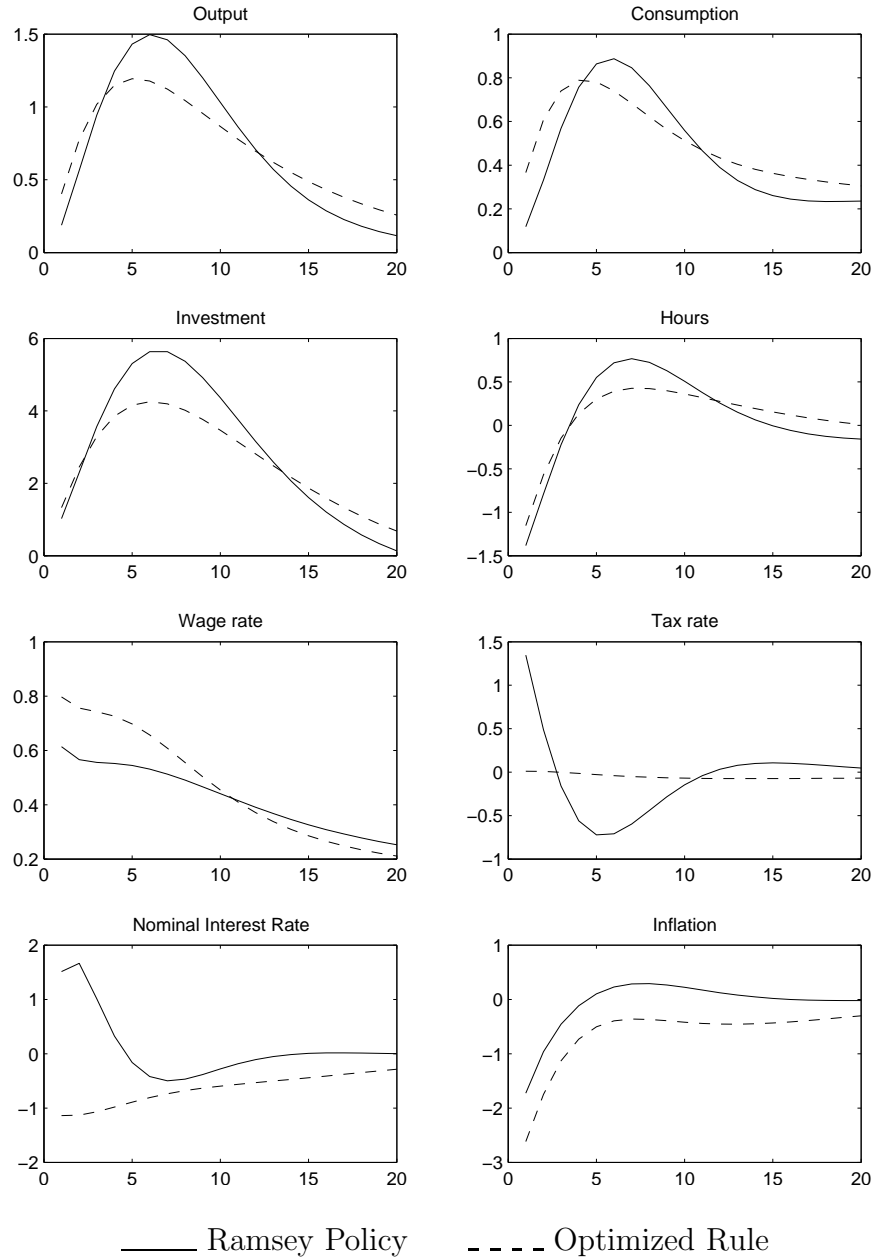 Output
1.5
1
0.5
0
0 5 10 15 20
Consumption
1
0.8
0.6
0.4
0.2
0
0 5 10 15 20
Investment
6
4
2
0
0 5 10 15 20
Hours
1
0.5
0
−0.5
−1
−1.5
0 5 10 15 20
Wage rate
1
0.8
0.6
0.4
0.2
0 5 10 15 20
Tax rate
1.5
1
0.5
0
−0.5
−1
0 5 10 15 20
Nominal Interest Rate
2
1
0
−1
−2
0 5 10 15 20
Inflation
1
0
−1
−2
−3
0 5 10 15 20
Ramsey Policy
Optimized Rule